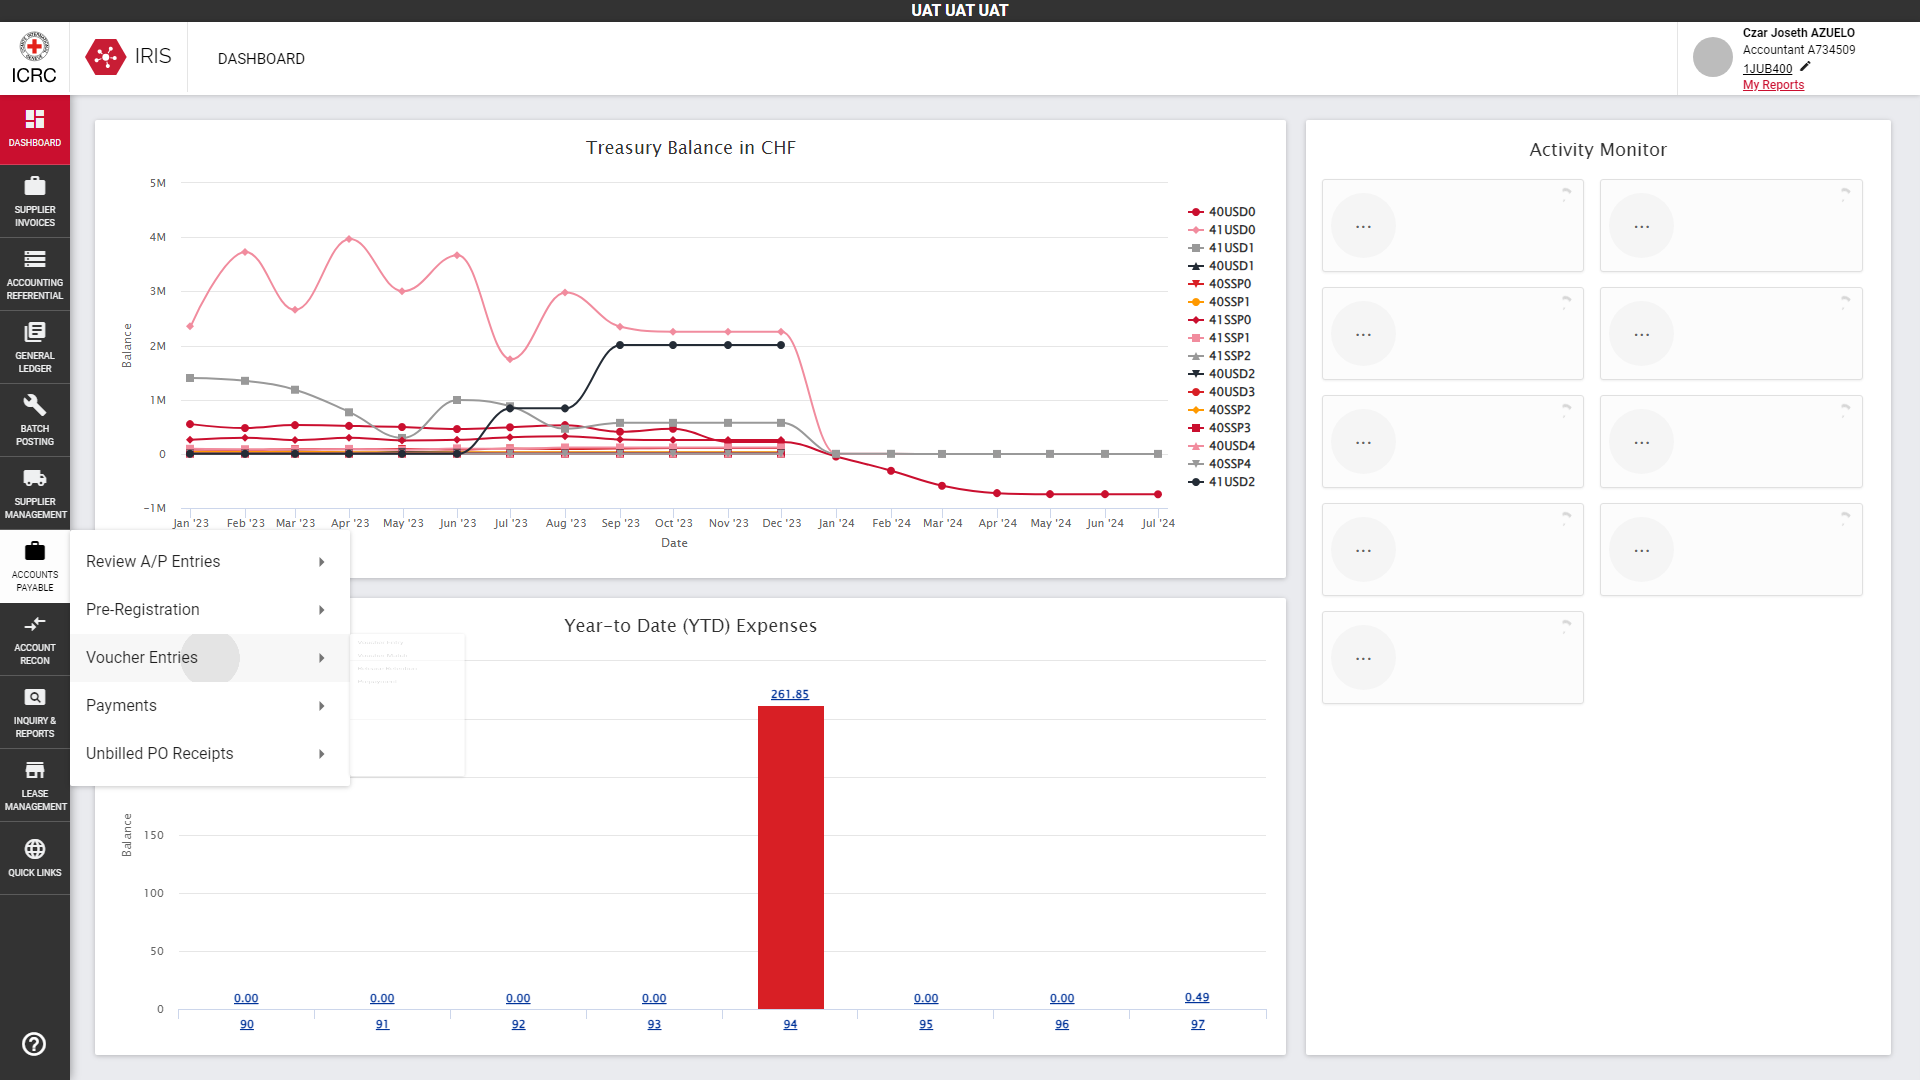 UAT UAT UAT
ICRC
IRIS
DASHBOARD
Czar Joseth AZUELO
Accountant A734509
1JUB400
My Reports
DASHBOARD
SUPPLIER
INVOICES
ACCOUNTING
REFERENTIAL
GENERAL
LEDGER
BATCH
POSTING
SUPPLIER
MANAGEMENT
ACCOUNTS
PAYABLE
ACCOUNT
RECON
INQUIRY &
REPORTS
LEASE
MANAGEMENT
QUICK LINKS
Review A/P Entries
Pre-Registration
Voucher Entries
Payments
Unbilled PO Receipts
Treasury Balance in CHF
Balance
5M
4M
3M
2M
1M
0
-1M
Jan '23 Feb '23 Mar '23 Apr '23 May '23 Jun '23 Jul '23 Aug '23 Sep '23 Oct '23 Nov '23 Dec '23 Jan '24 Feb '24 Mar '24 Apr '24 May '24 Jun '24 Jul '24
Date
40USD0
41USD0
41USD1
40USD1
40SSP0
40SSP1
41SSP0
41SSP1
41SSP2
40USD2
40USD3
40SSP2
40SSP3
40USD4
40SSP4
41USD2
Year-to Date (YTD) Expenses
Balance
150
100
50
0
0.00 0.00 0.00 0.00 261.85 0.00 0.00 0.49
90 91 92 93 94 95 96 97
Activity Monitor
... ...
... ...
... ...
... ...
...